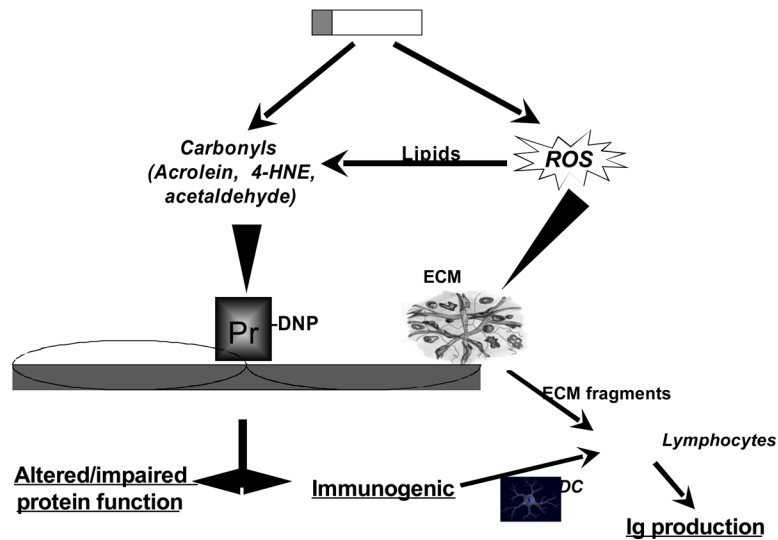 Carbonyls
(Acrolein, 4-HNE,
acetaldehyde)
Lipids
ROS
ECM
Pr
-DNP
ECM fragments
Lymphocytes
Altered/impaired
protein function
Immunogenic
DC
Ig production